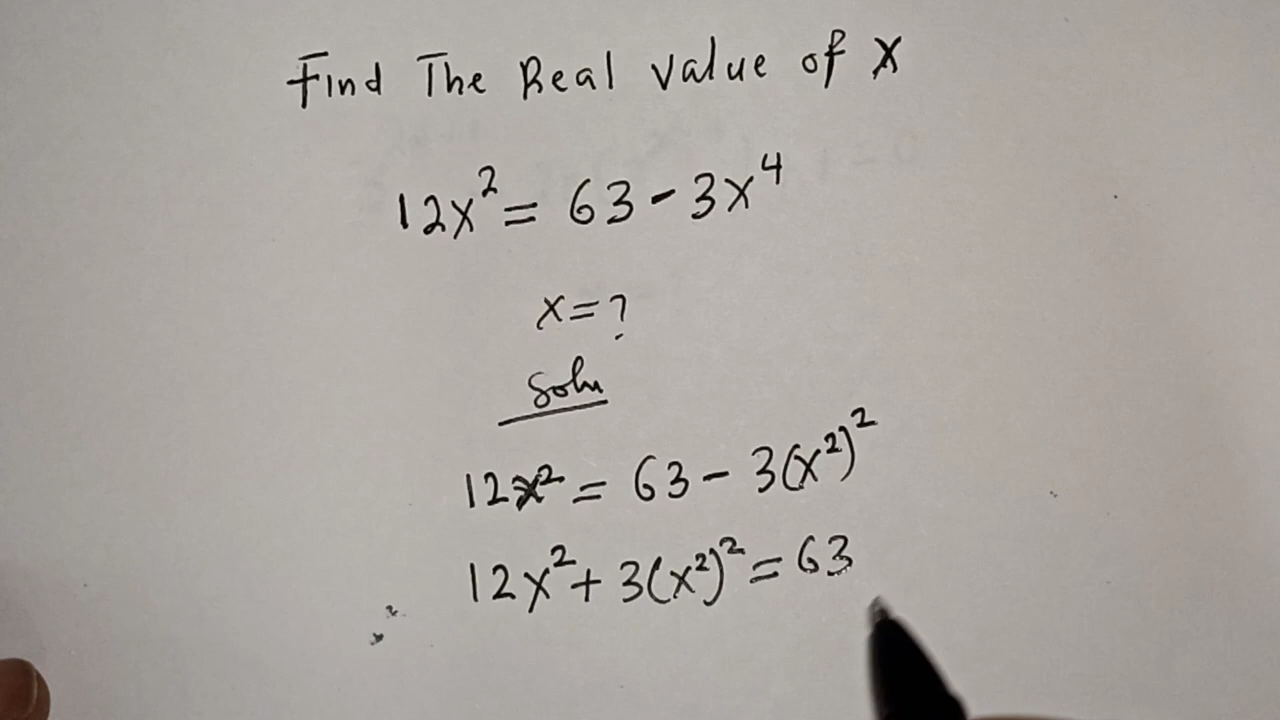 Find The Real Value of X
12x² = 63 - 3x⁴
x = ?
Soln
12x² = 63 - 3(x²)²
12x² + 3(x²)² = 63